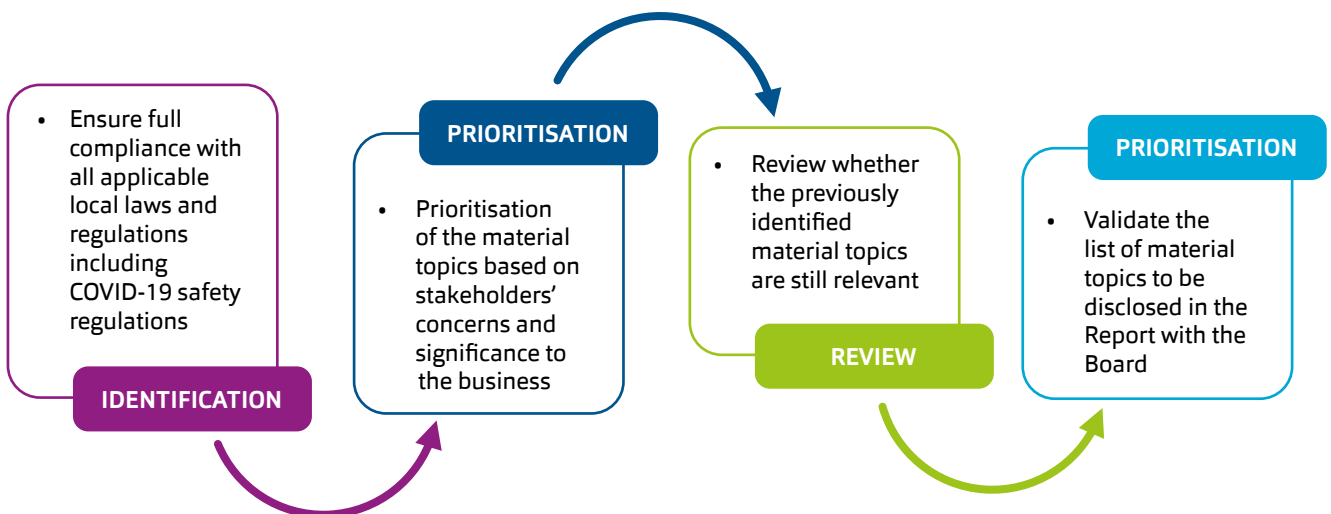 • Ensure full
compliance with
all applicable
local laws and
regulations
including
COVID-19 safety
regulations
IDENTIFICATION
PRIORITISATION
• Prioritisation
of the material
topics based on
stakeholders’
concerns and
significance to
the business
• Review whether
the previously
identified
material topics
are still relevant
REVIEW
PRIORITISATION
• Validate the
list of material
topics to be
disclosed in the
Report with the
Board